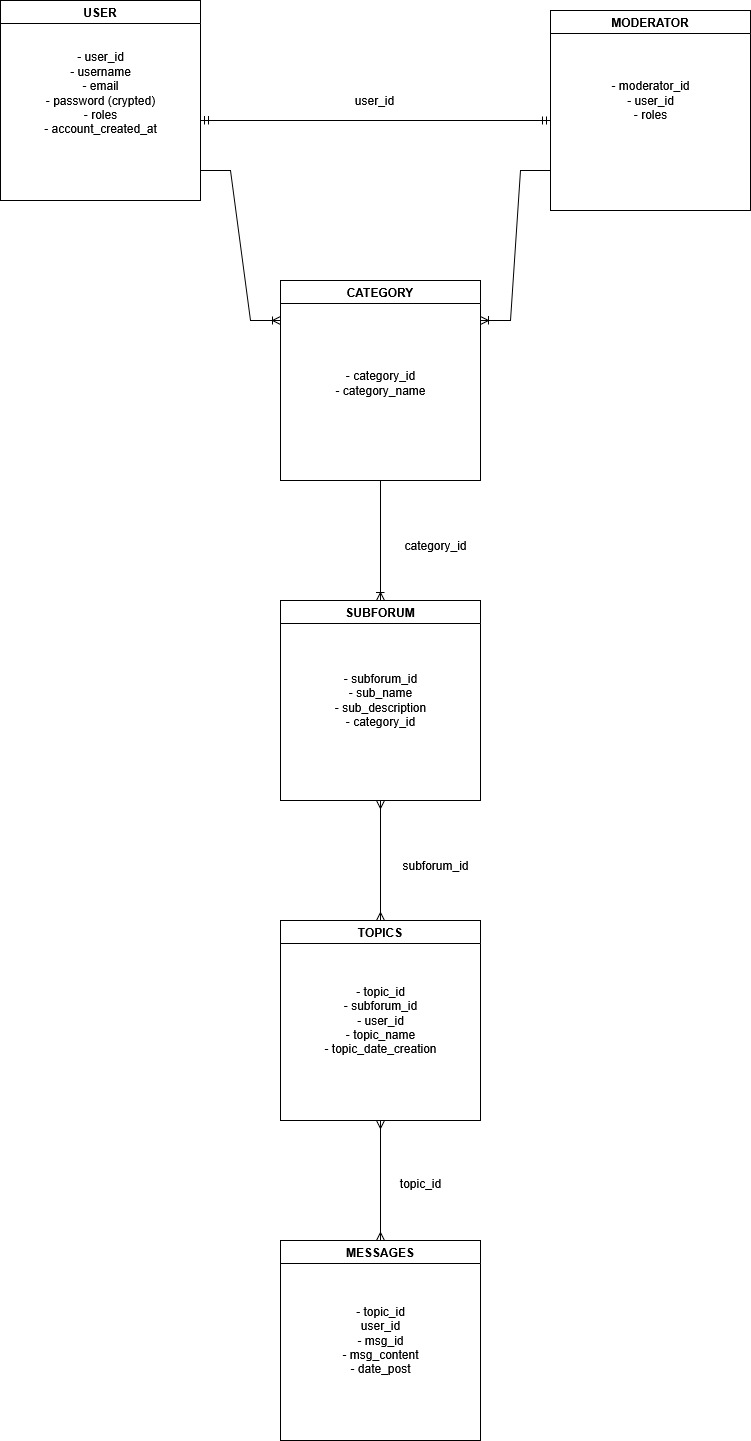 USER
- user_id
- username
- email
- password (crypted)
- roles
- account_created_at
user_id
MODERATOR
- moderator_id
- user_id
- roles
CATEGORY
- category_id
- category_name
category_id
SUBFORUM
- subforum_id
- sub_name
- sub_description
- category_id
subforum_id
TOPICS
- topic_id
- subforum_id
- user_id
- topic_name
- topic_date_creation
topic_id
MESSAGES
- topic_id
user_id
- msg_id
- msg_content
- date_post